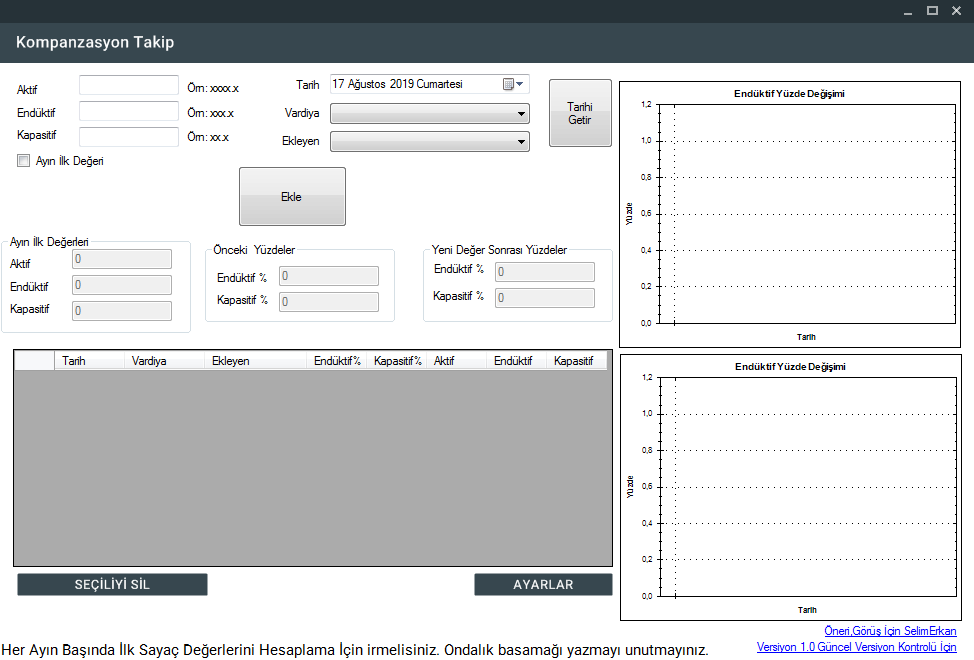 Kompanzasyon Takip
Aktif
Örn: xxxx.x
Endüktif
Örn: xxx.x
Kapasitif
Örn: xx.x
Ayın İlk Değeri
Tarih
17 Ağustos 2019 Cumartesi
Vardiya
Ekleyen
Tarihi
Getir
Ekle
Ayın İlk Değerleri
Aktif
0
Endüktif
0
Kapasitif
0
Önceki Yüzdeler
Endüktif %
0
Kapasitif %
0
Yeni Değer Sonrası Yüzdeler
Endüktif %
0
Kapasitif %
0
Tarih Vardiya Ekleyen Endüktif% Kapasitif% Aktif Endüktif Kapasitif
SEÇİLİYİ SİL
AYARLAR
Endüktif Yüzde Değişimi
Yüzde
1,2
1,0
0,8
0,6
0,4
0,2
0,0
Tarih
Endüktif Yüzde Değişimi
Yüzde
1,2
1,0
0,8
0,6
0,4
0,2
0,0
Tarih
Öneri,Görüş İçin SelimErkan
Versiyon 1.0 Güncel Versiyon Kontrolü İçin
Her Ayın Başında İlk Sayaç Değerlerini Hesaplama İçin irmelisiniz. Ondalık basamağı yazmayı unutmayınız.